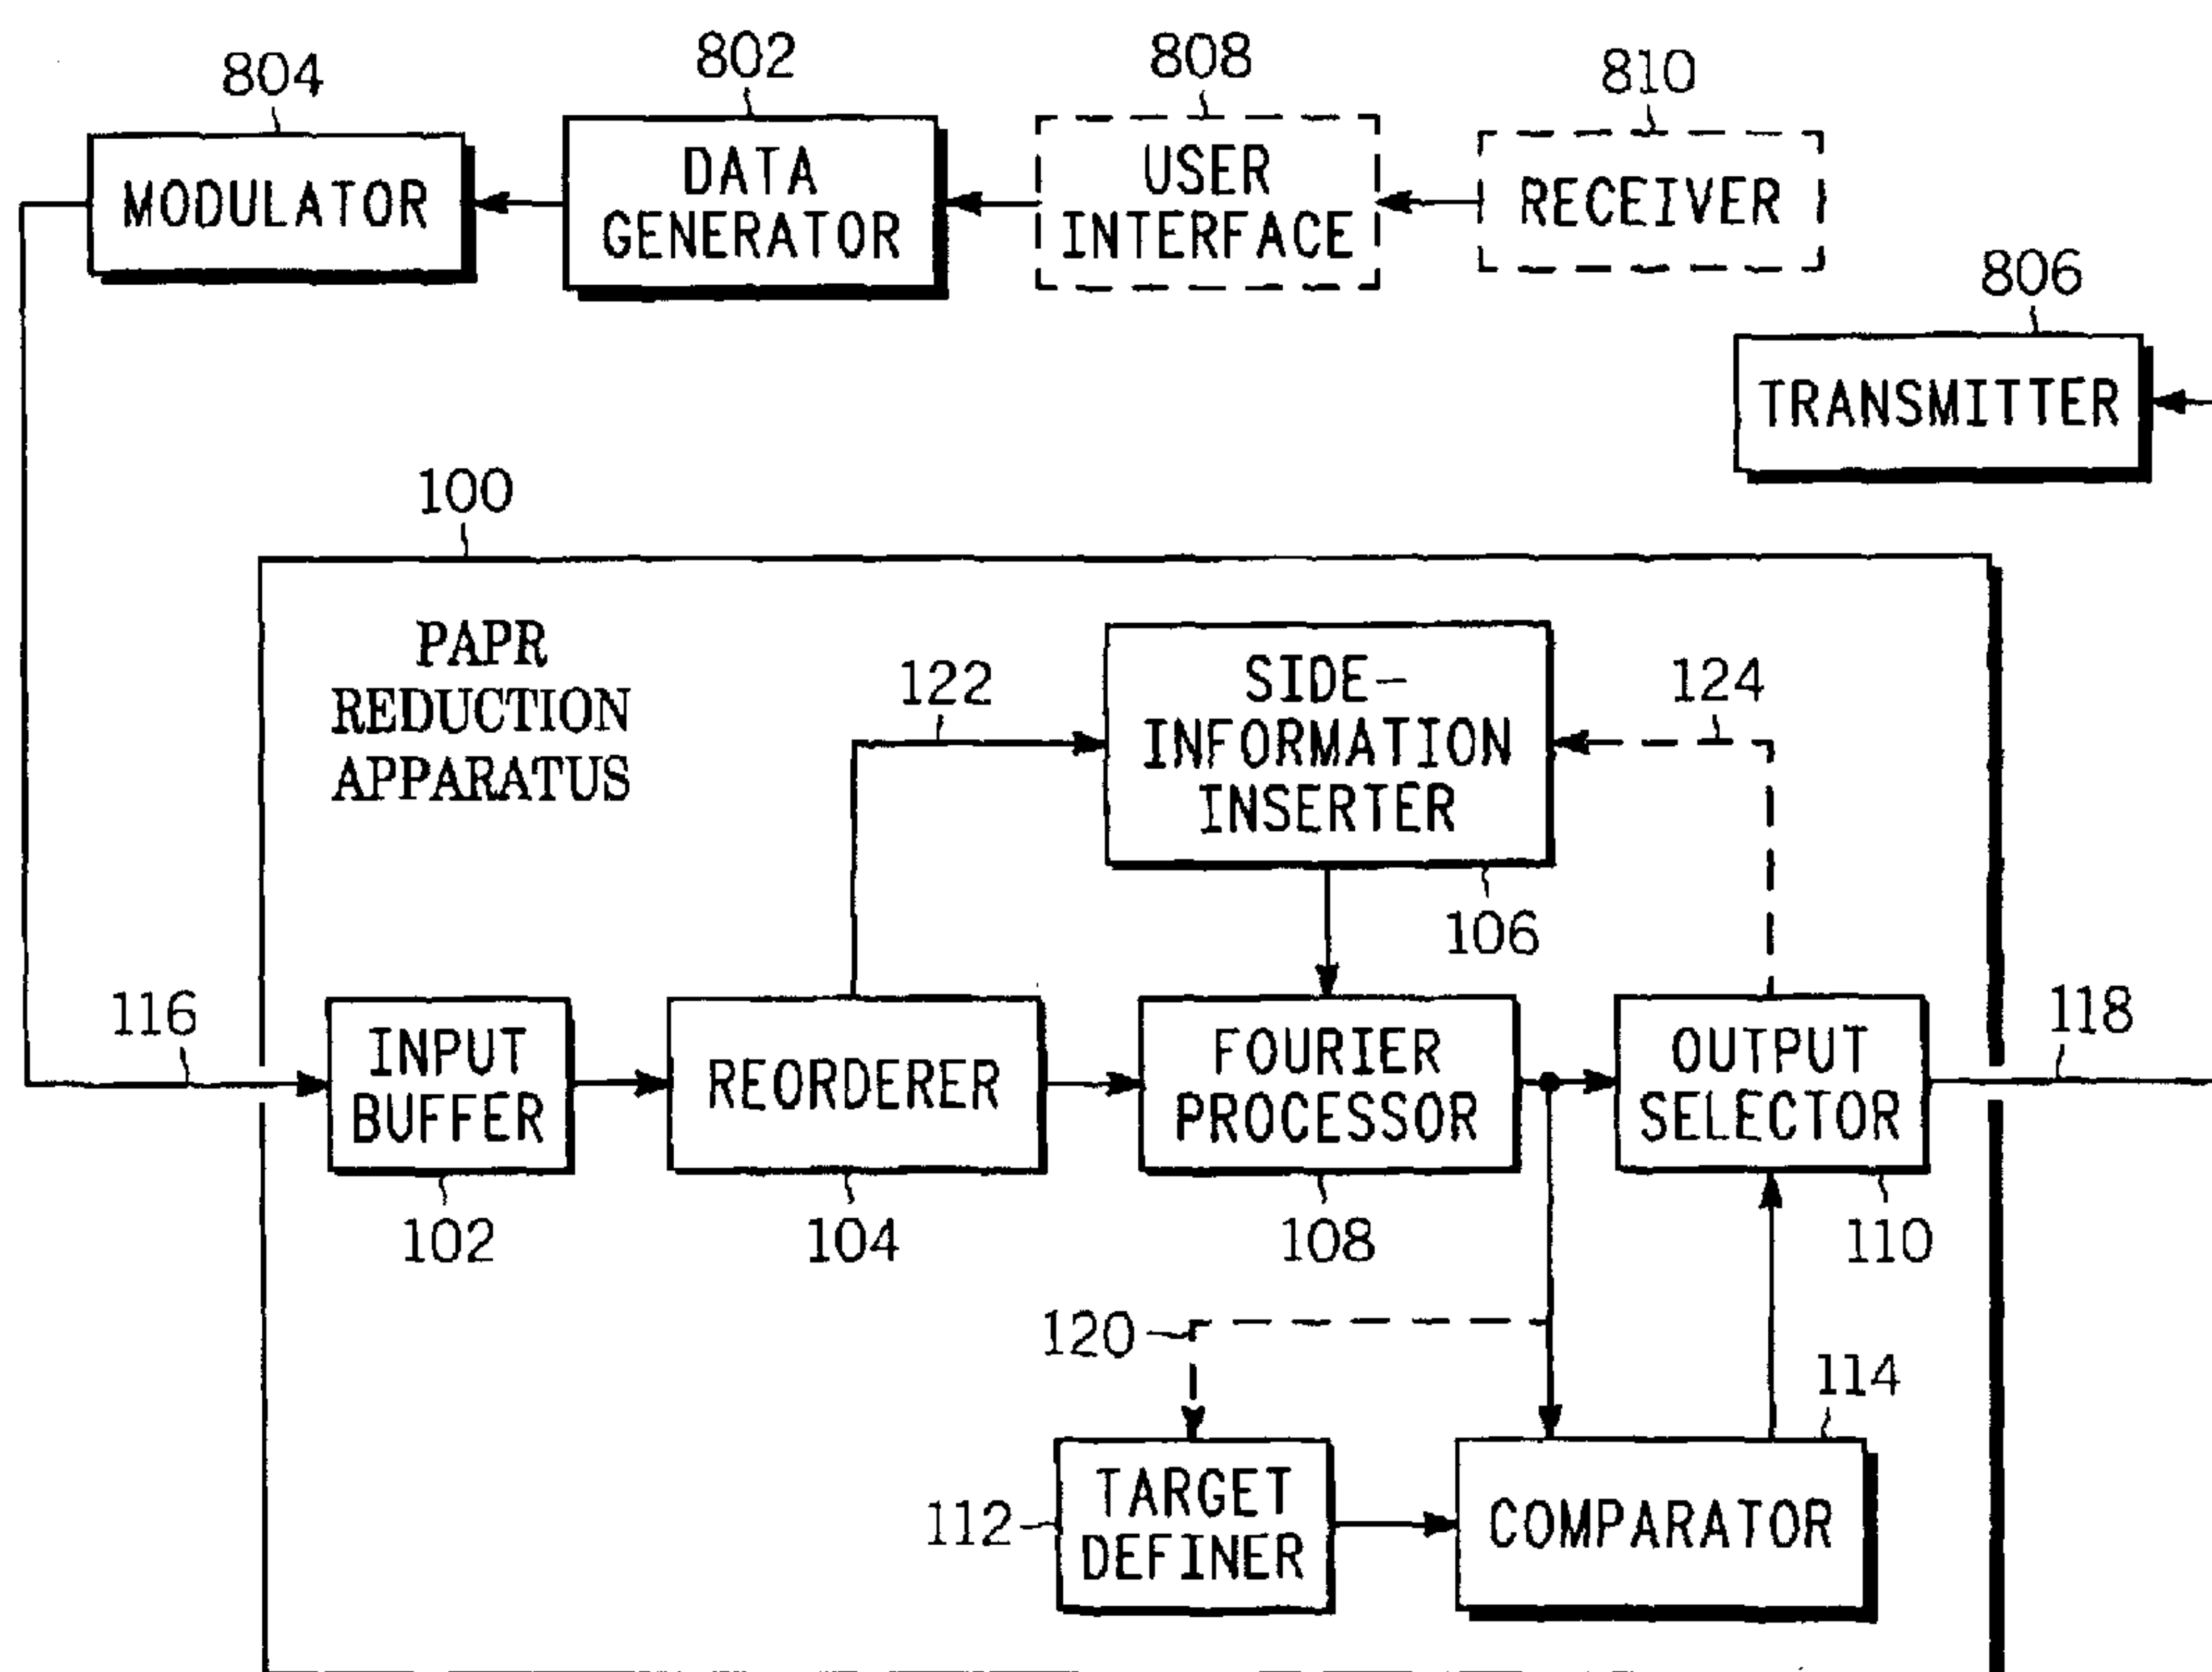 804
802
808
810
MODULATOR
DATA
GENERATOR
USER
INTERFACE
RECEIVER
806
TRANSMITTER
100
PAPR
REDUCTION
APPARATUS
122
SIDE-
INFORMATION
INSERTER
124
106
116
INPUT
BUFFER
REORDERER
FOURIER
PROCESSOR
OUTPUT
SELECTOR
118
102
104
108
110
120
114
112
TARGET
DEFINER
COMPARATOR